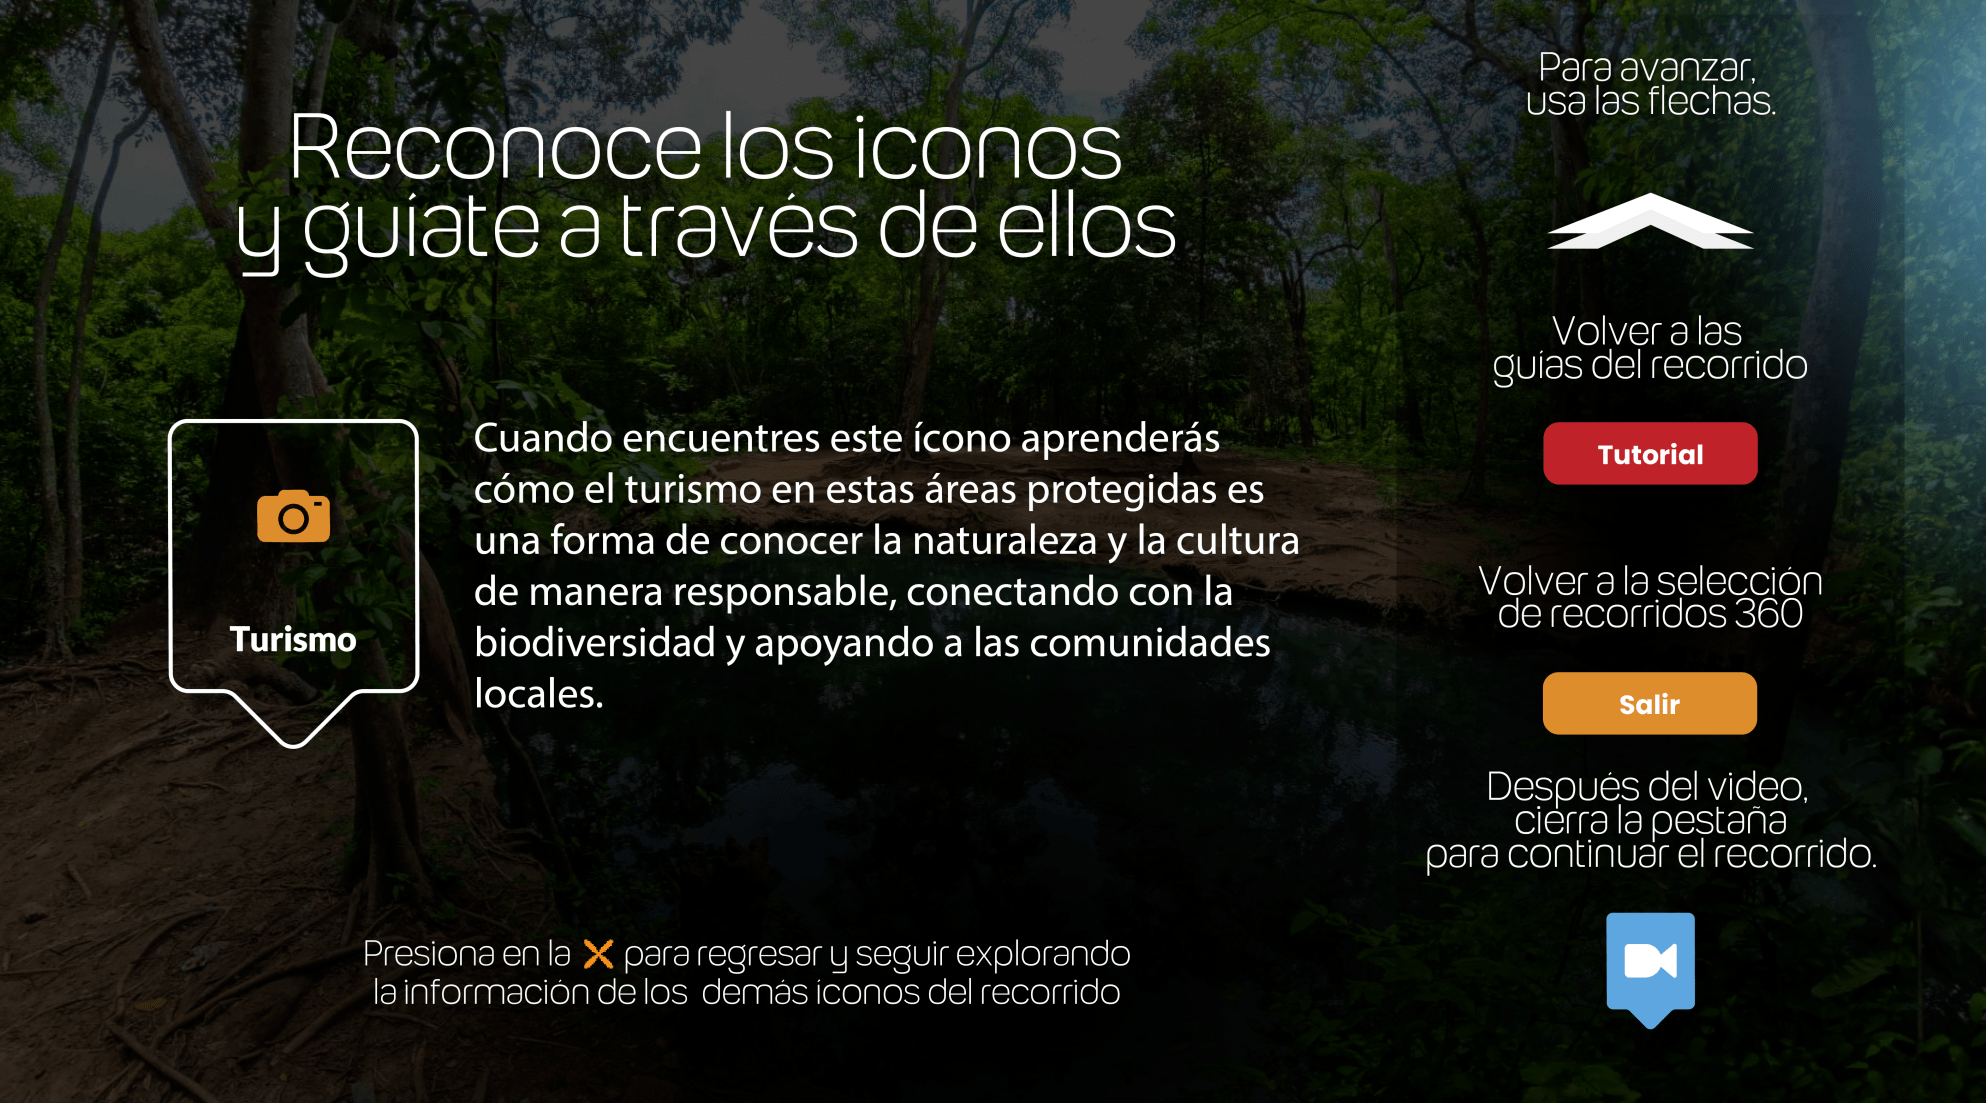 Reconoce los iconos
y guíate a través de ellos
Turismo
Cuando encuentres este ícono aprenderás
cómo el turismo en estas áreas protegidas es
una forma de conocer la naturaleza y la cultura
de manera responsable, conectando con la
biodiversidad y apoyando a las comunidades
locales.
Presiona en la X para regresar y seguir explorando
la información de los demás íconos del recorrido
Para avanzar,
usa las flechas.
Volver a las
guías del recorrido
Tutorial
Volver a la selección
de recorridos 360
Salir
Después del video,
cierra la pestaña
para continuar el recorrido.